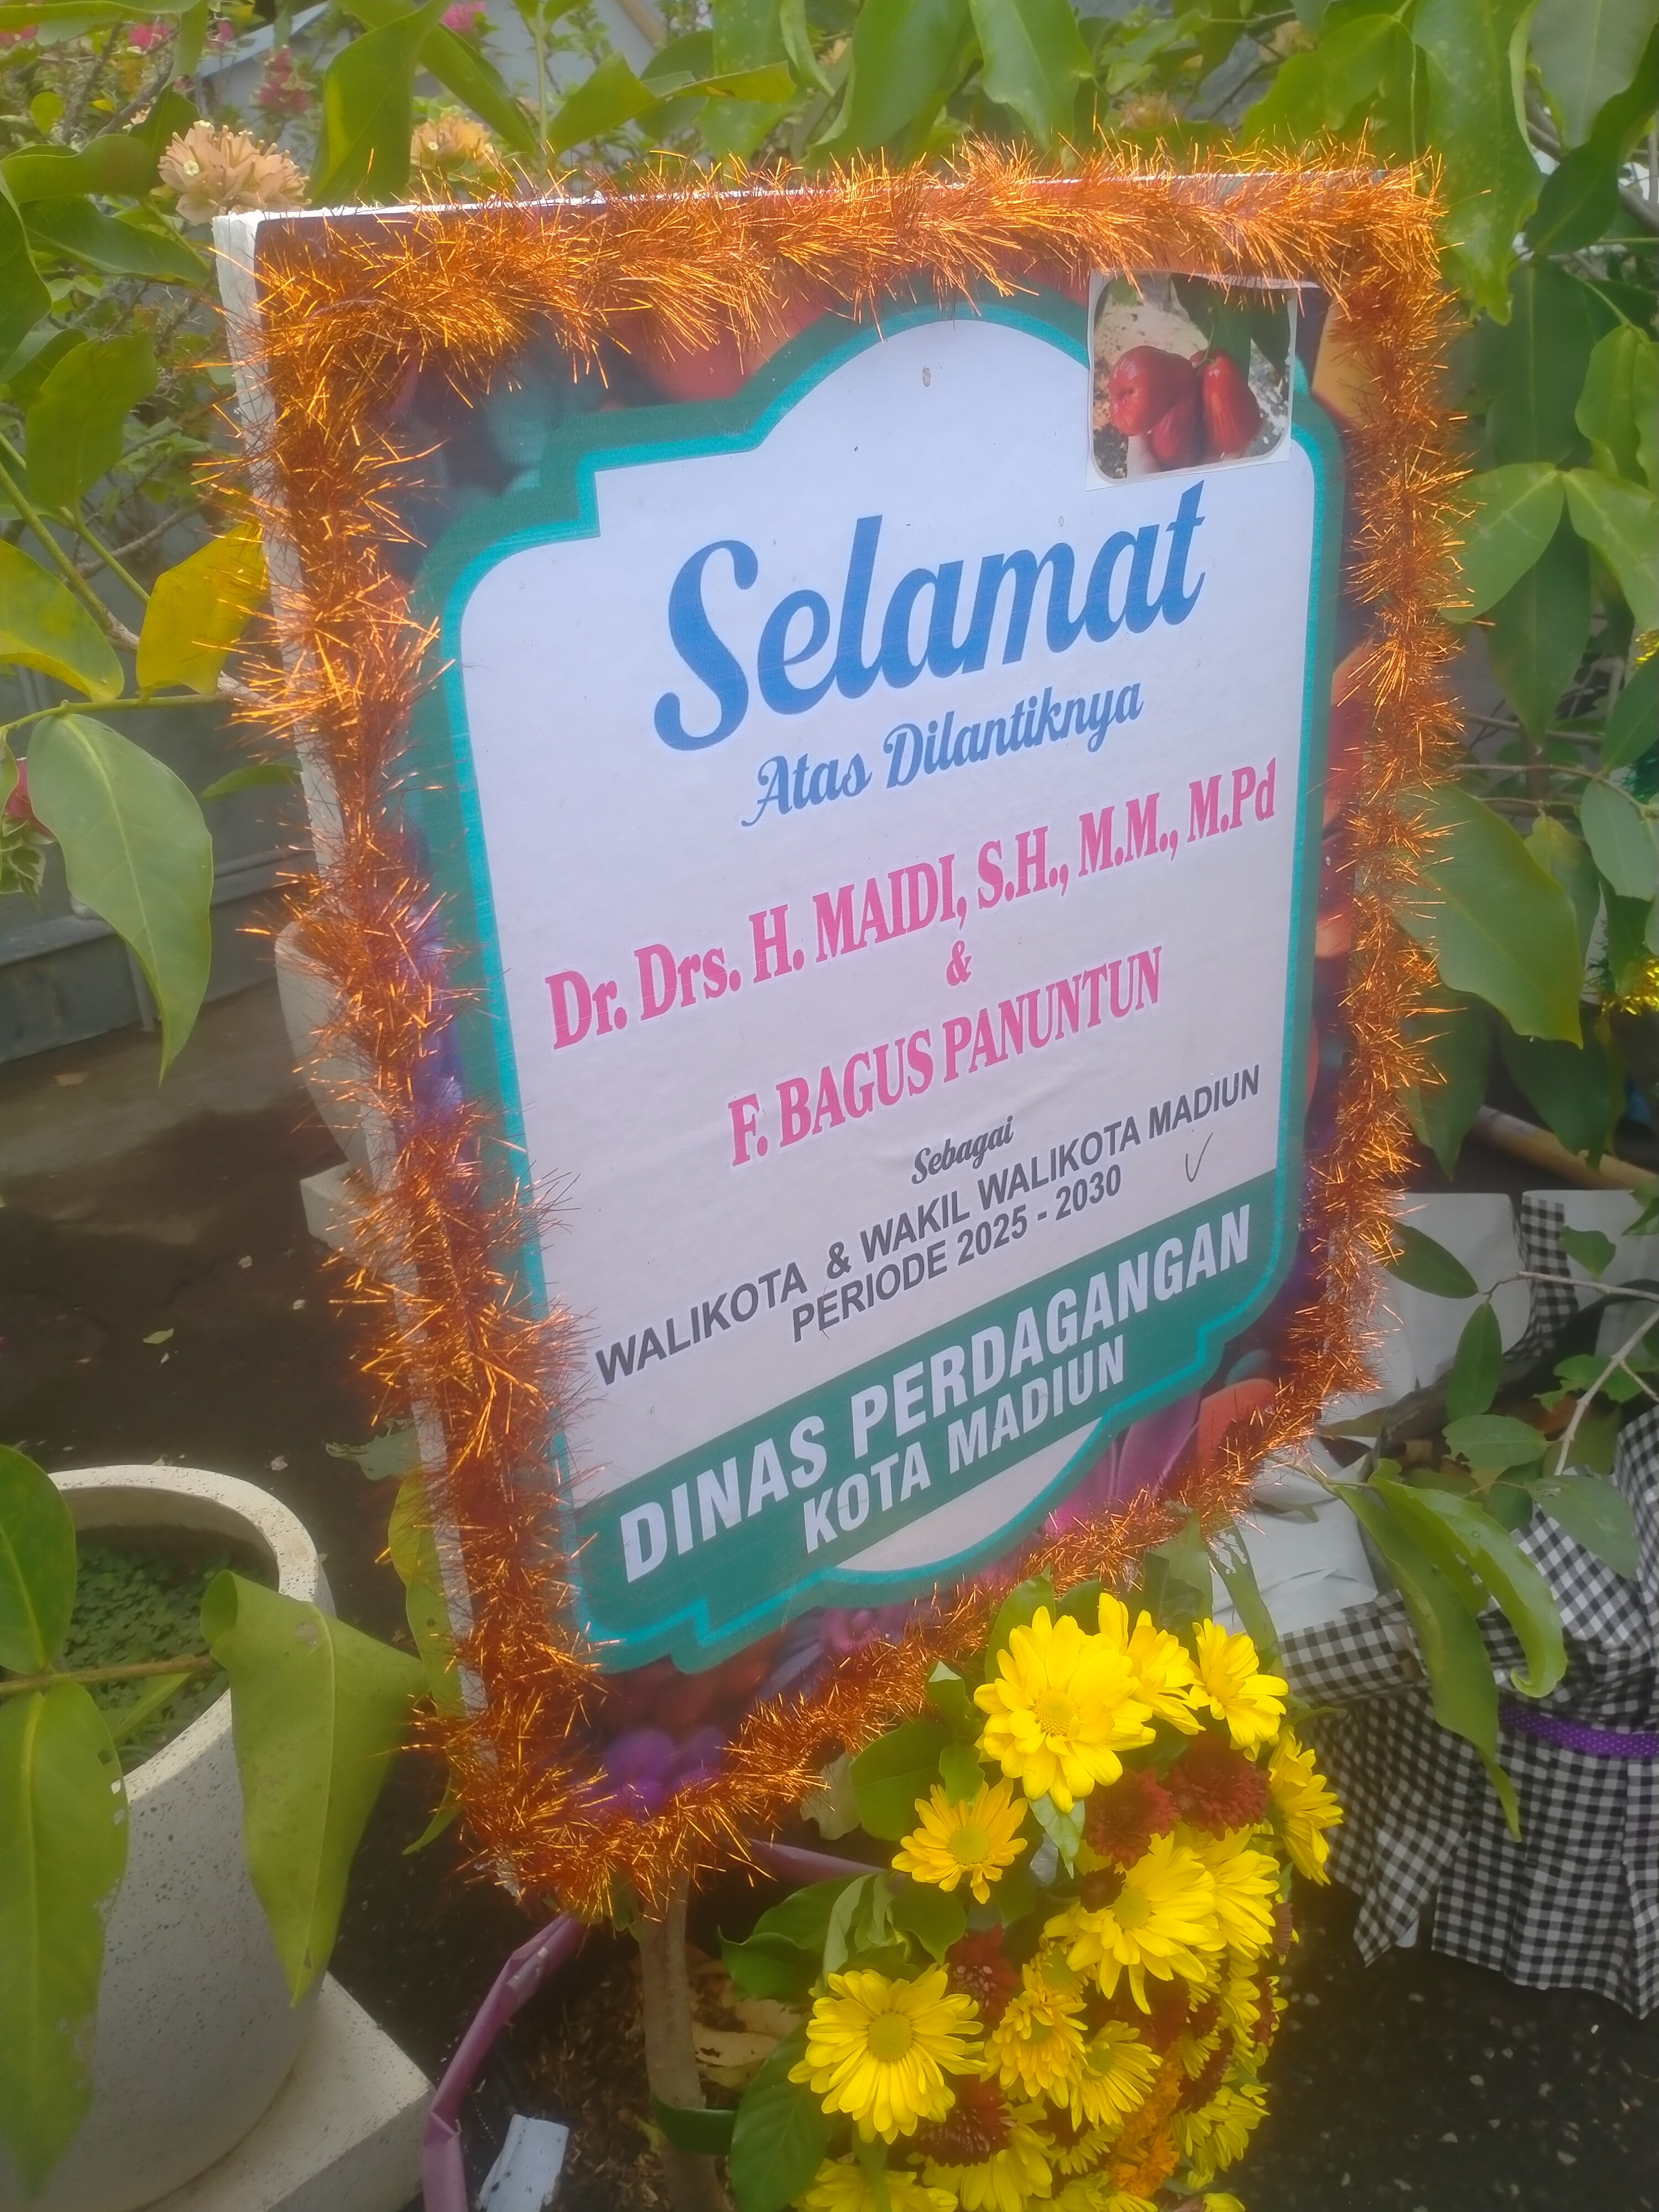 Selamat
Atas Dilantiknya
Dr. Drs. H. MAIDI, S.H., M.M., M.Pd
&
F. BAGUS PANUNTUN
Sebagai
WALIKOTA & WAKIL WALIKOTA MADIUN
PERIODE 2025 - 2030
DINAS PERDAGANGAN
KOTA MADIUN